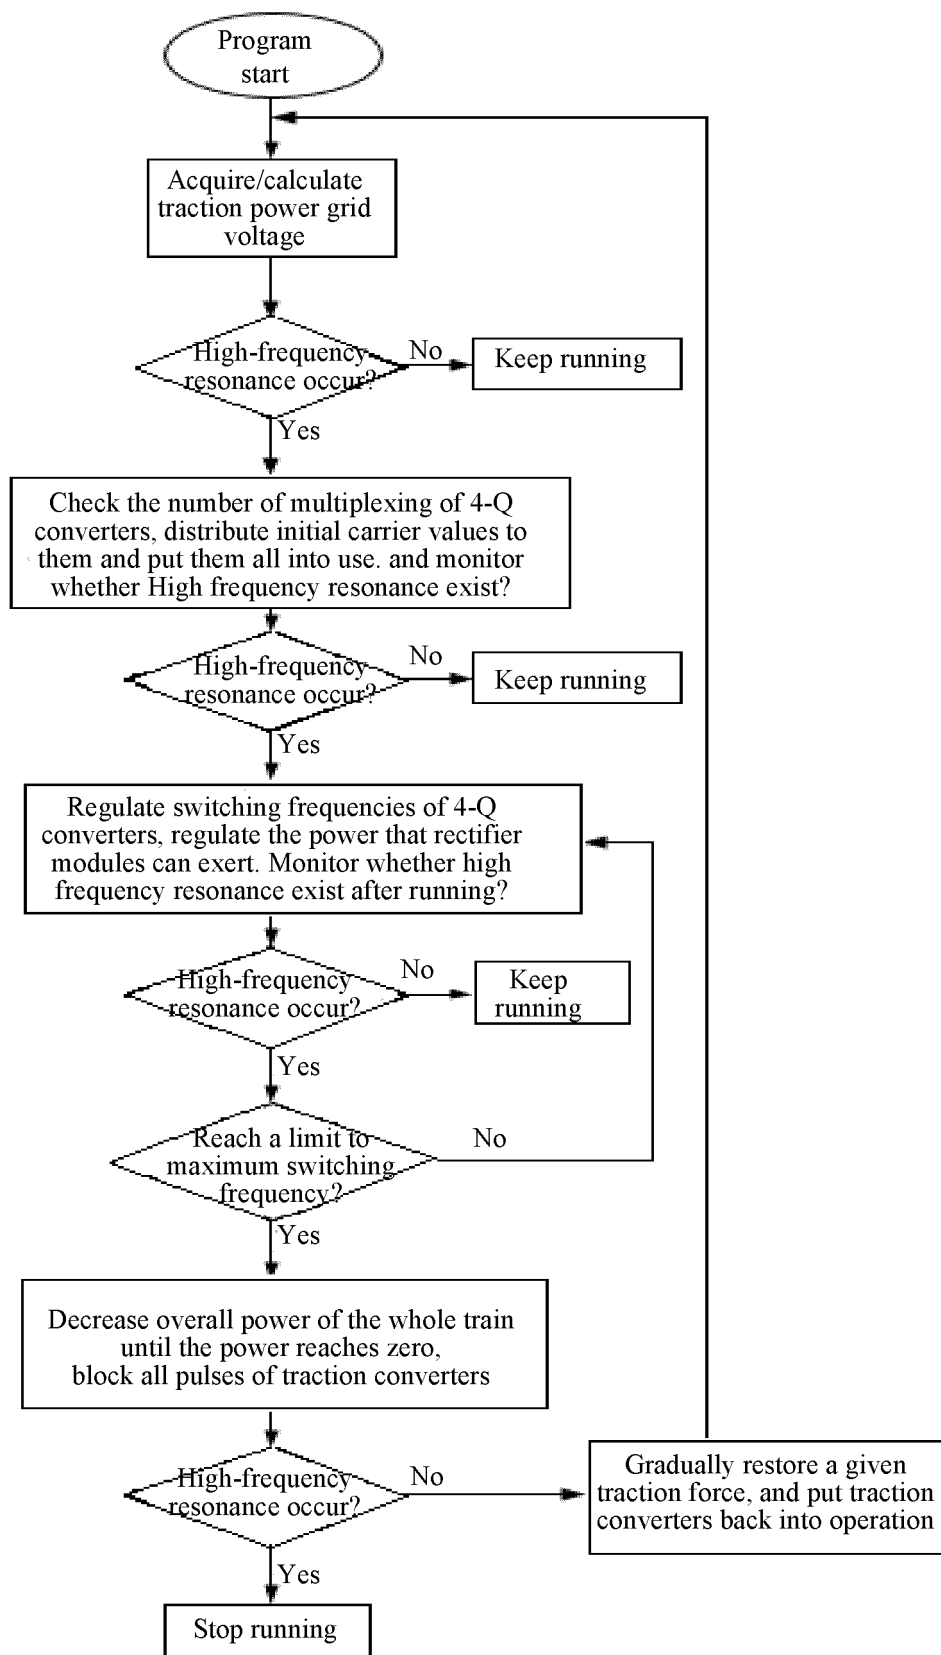 Program
start
Acquire/calculate
traction power grid
voltage
High-frequency
resonance occur?
No
Keep running
Yes
Check the number of multiplexing of 4-Q
converters, distribute initial carrier values to
them and put them all into use. and monitor
whether High frequency resonance exist?
High-frequency
resonance occur?
No
Keep running
Yes
Regulate switching frequencies of 4-Q
converters, regulate the power that rectifier
modules can exert. Monitor whether high
frequency resonance exist after running?
High-frequency
resonance occur?
No
Keep
running
Yes
Reach a limit to
maximum switching
frequency?
No
Yes
Decrease overall power of the whole train
until the power reaches zero,
block all pulses of traction converters
High-frequency
resonance occur?
No
Gradually restore a given
traction force, and put traction
converters back into operation
Yes
Stop running